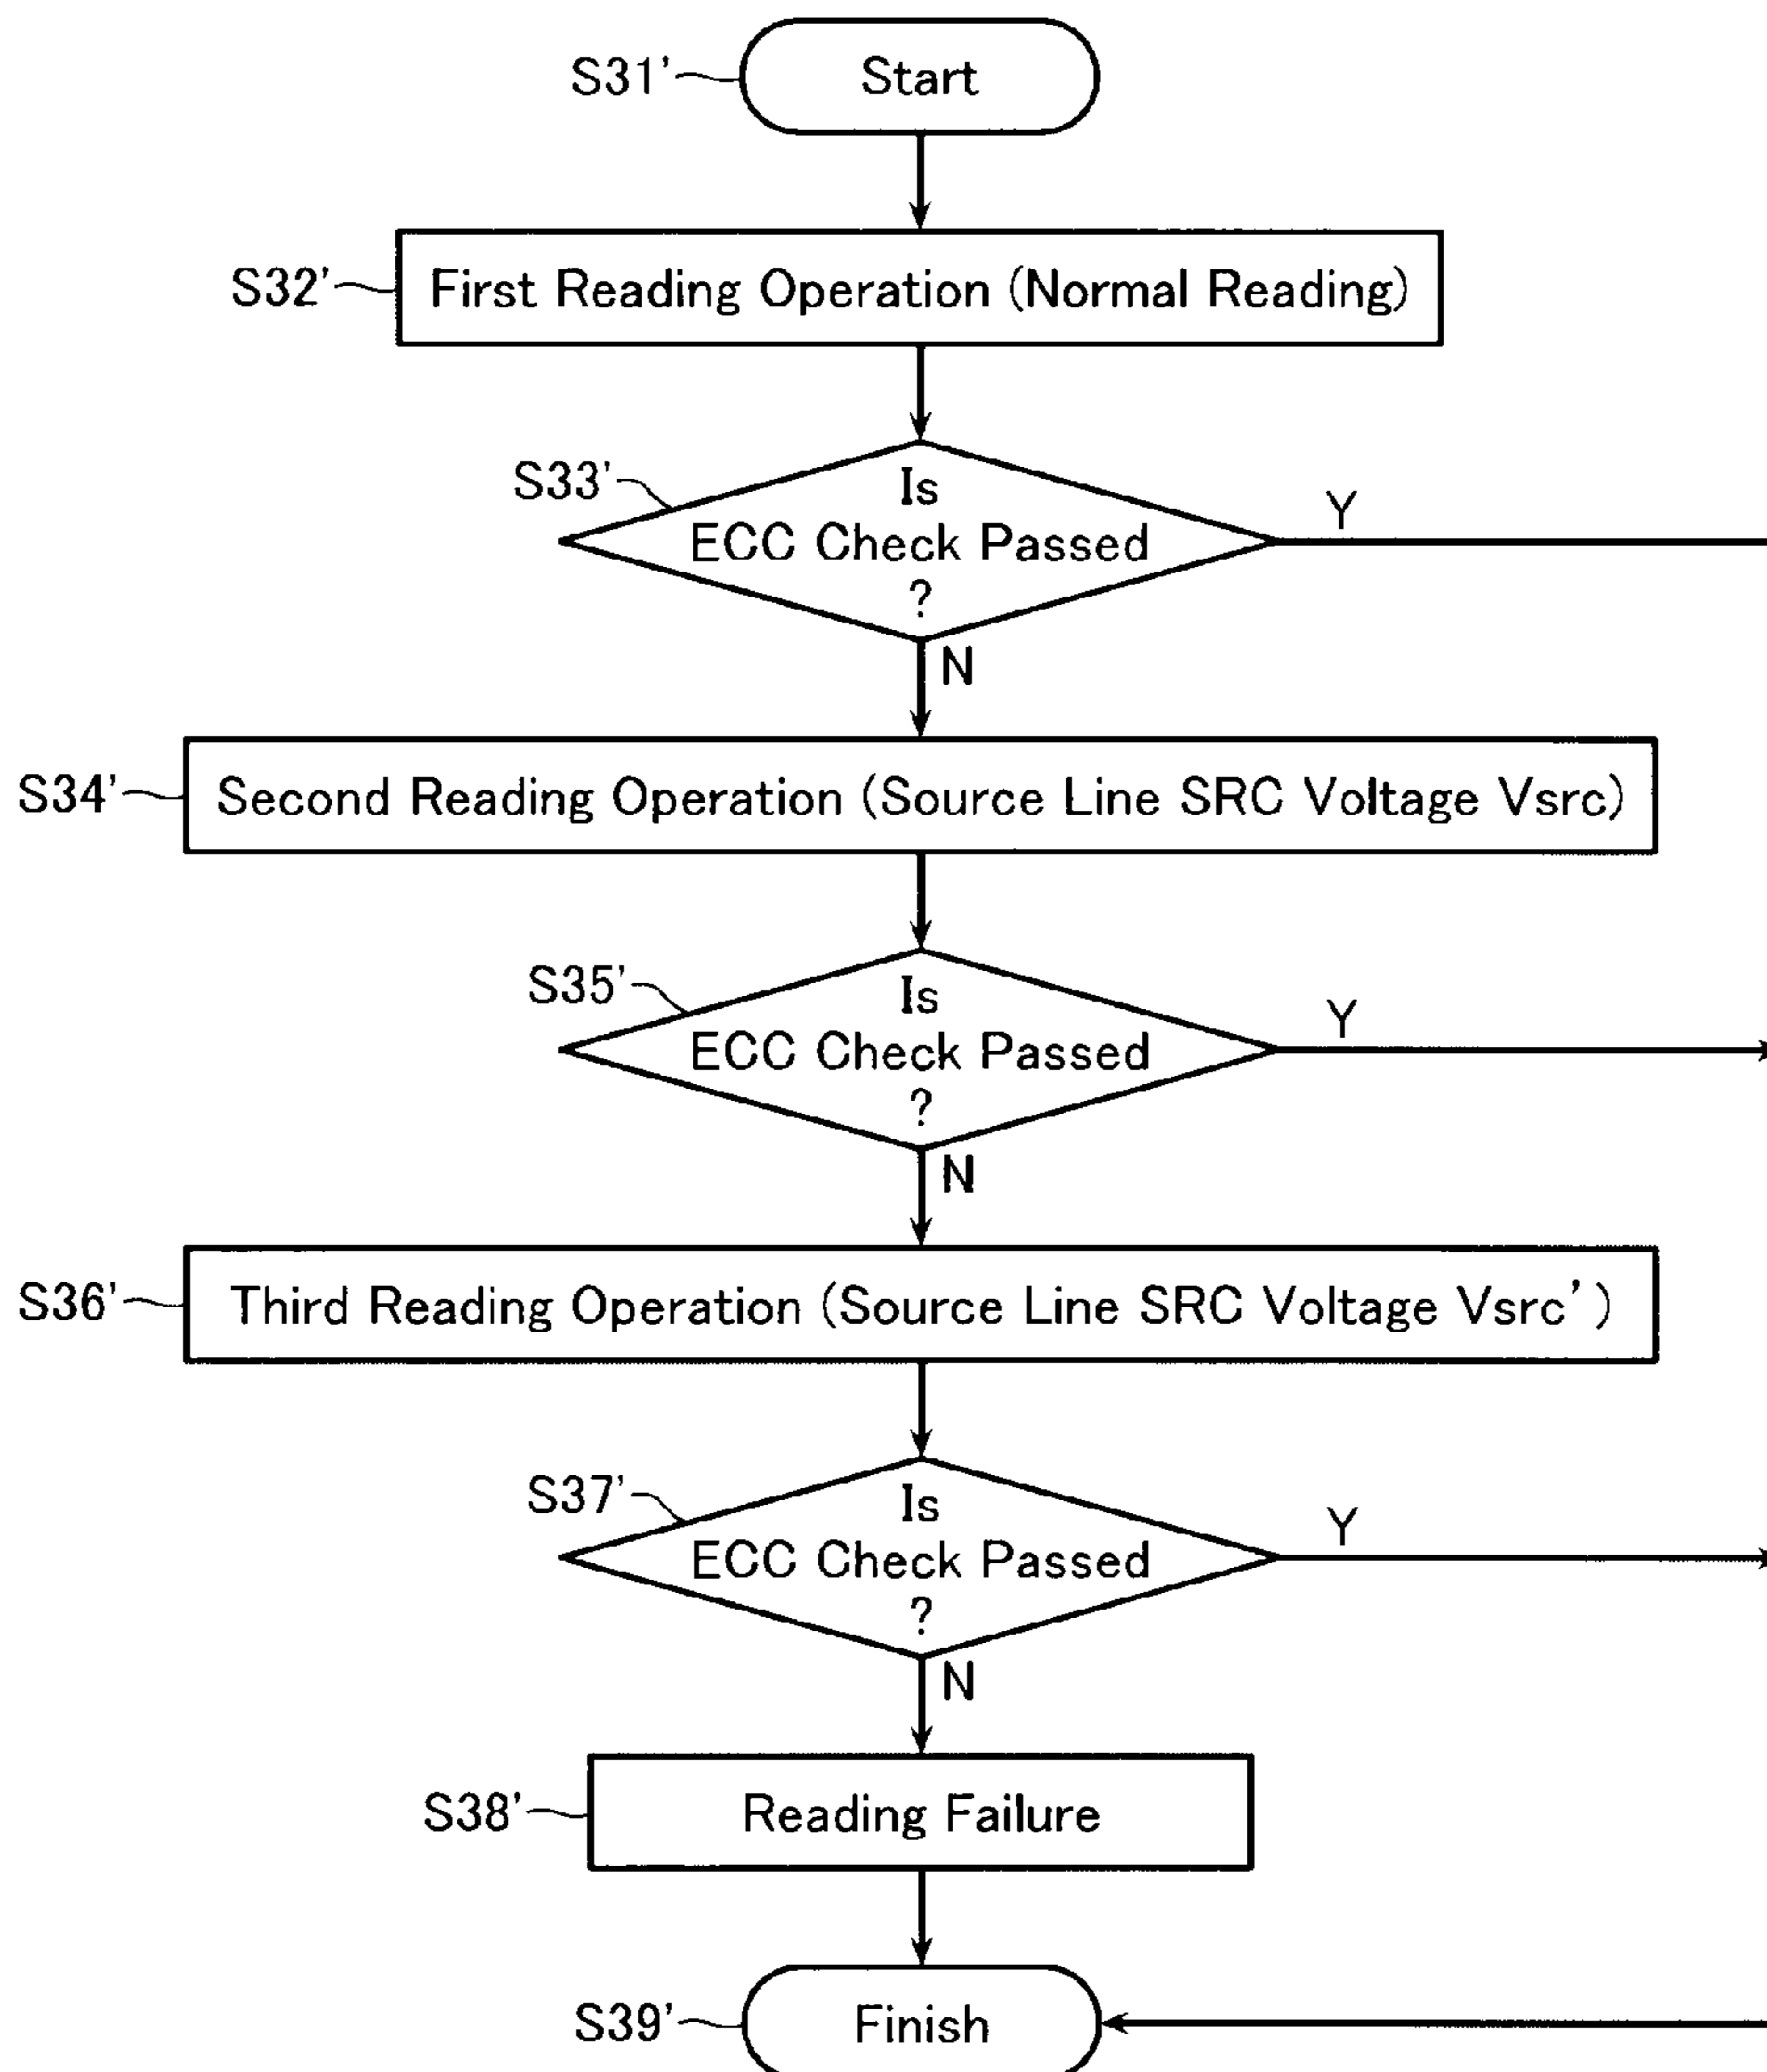 S31'
Start
S32'
First Reading Operation (Normal Reading)
S33'
Is
ECC Check Passed
?
Y
N
S34'
Second Reading Operation (Source Line SRC Voltage Vsrc)
S35'
Is
ECC Check Passed
?
Y
N
S36'
Third Reading Operation (Source Line SRC Voltage Vsrc')
S37'
Is
ECC Check Passed
?
Y
N
S38'
Reading Failure
S39'
Finish